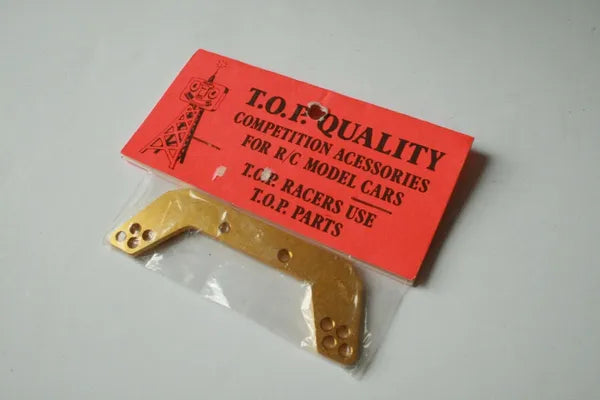 T.O.P. QUALITY
COMPETITION ACESSORIES
FOR R/C MODEL CARS
T.O.P. RACERS USE
T.O.P. PARTS